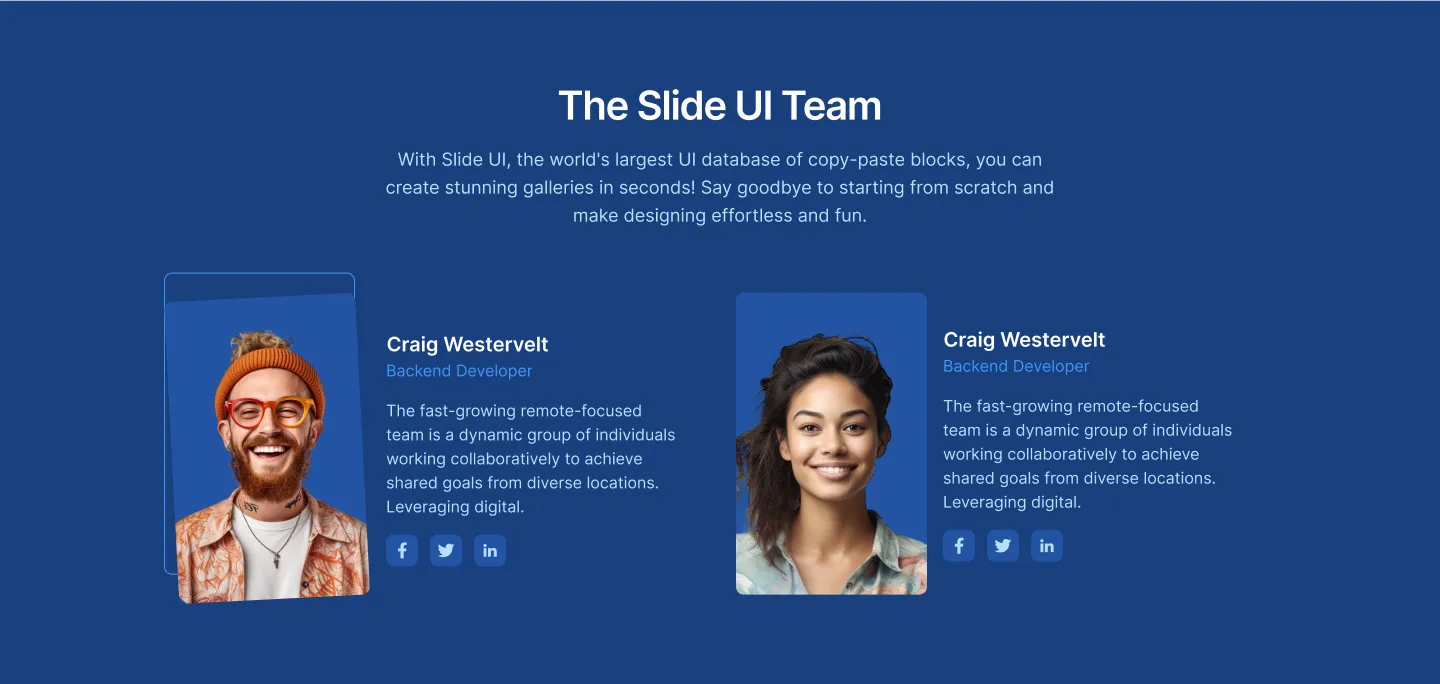 The Slide UI Team
With Slide UI, the world's largest UI database of copy-paste blocks, you can
create stunning galleries in seconds! Say goodbye to starting from scratch and
make designing effortless and fun.
Craig Westervelt
Backend Developer
The fast-growing remote-focused
team is a dynamic group of individuals
working collaboratively to achieve
shared goals from diverse locations.
Leveraging digital.
Craig Westervelt
Backend Developer
The fast-growing remote-focused
team is a dynamic group of individuals
working collaboratively to achieve
shared goals from diverse locations.
Leveraging digital.